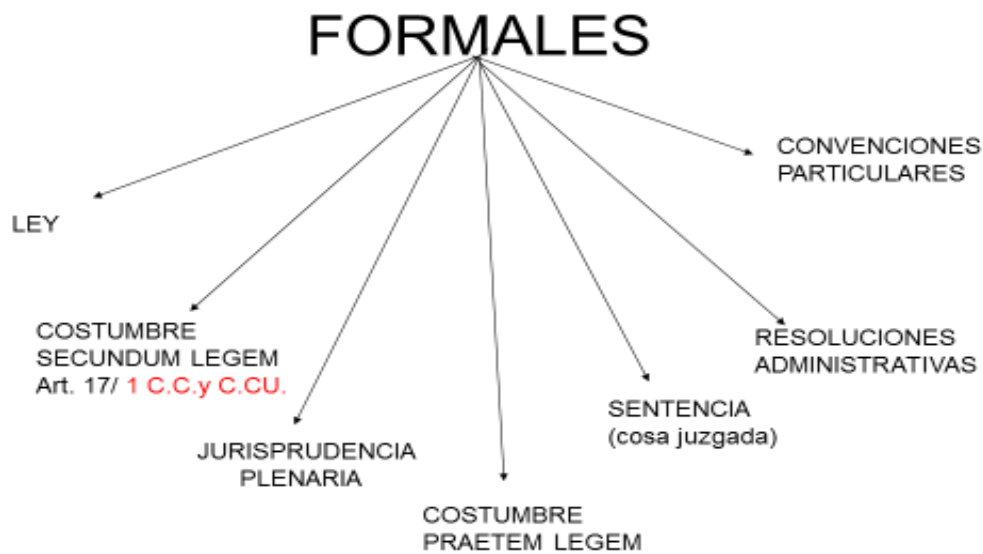 FORMALES
LEY
COSTUMBRE
SECUNDUM LEGEM
Art. 17/ 1 C.C.y C.CU.
JURISPRUDENCIA
PLENARIA
COSTUMBRE
PRAETEM LEGEM
SENTENCIA
(cosa juzgada)
RESOLUCIONES
ADMINISTRATIVAS
CONVENCIONES
PARTICULARES